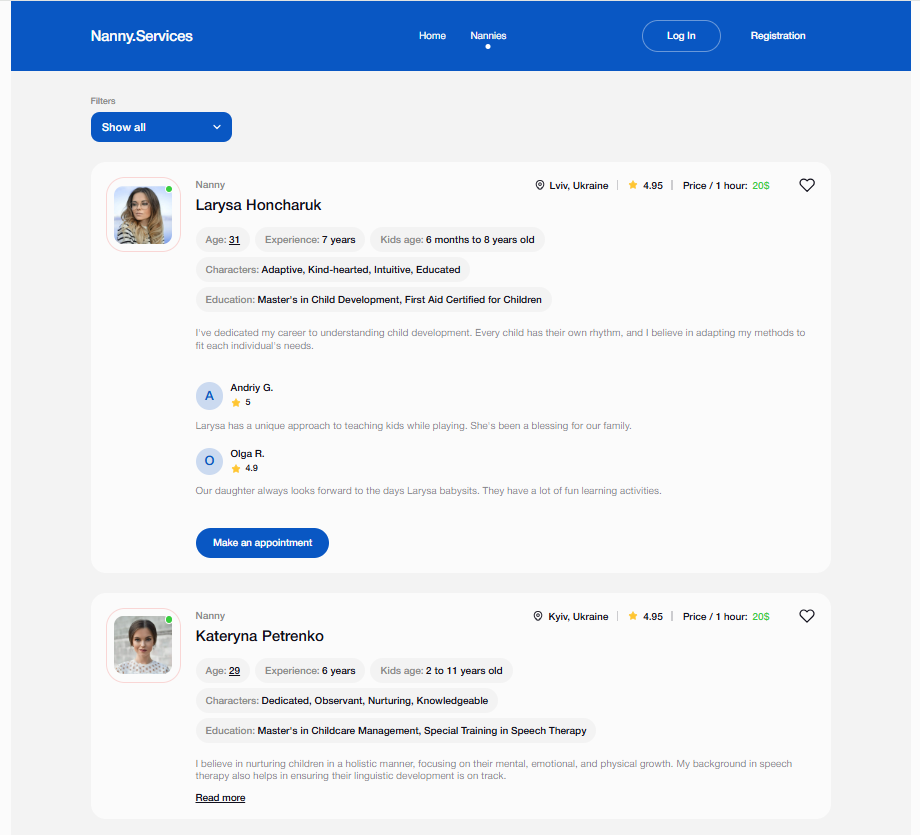 Nanny.Services
Home
Nannies
Log In
Registration
Filters
Show all
Nanny
Lviv, Ukraine
4.95
Price / 1 hour: 20$
Larysa Honcharuk
Age: 31
Experience: 7 years
Kids age: 6 months to 8 years old
Characters: Adaptive, Kind-hearted, Intuitive, Educated
Education: Master's in Child Development, First Aid Certified for Children
I've dedicated my career to understanding child development. Every child has their own rhythm, and I believe in adapting my methods to
fit each individual's needs.
A
Andriy G.
5
Larysa has a unique approach to teaching kids while playing. She's been a blessing for our family.
O
Olga R.
4.9
Our daughter always looks forward to the days Larysa babysits. They have a lot of fun learning activities.
Make an appointment
Nanny
Kyiv, Ukraine
4.95
Price / 1 hour: 20$
Kateryna Petrenko
Age: 29
Experience: 6 years
Kids age: 2 to 11 years old
Characters: Dedicated, Observant, Nurturing, Knowledgeable
Education: Master's in Childcare Management, Special Training in Speech Therapy
I believe in nurturing children in a holistic manner, focusing on their mental, emotional, and physical growth. My background in speech
therapy also helps in ensuring their linguistic development is on track.
Read more